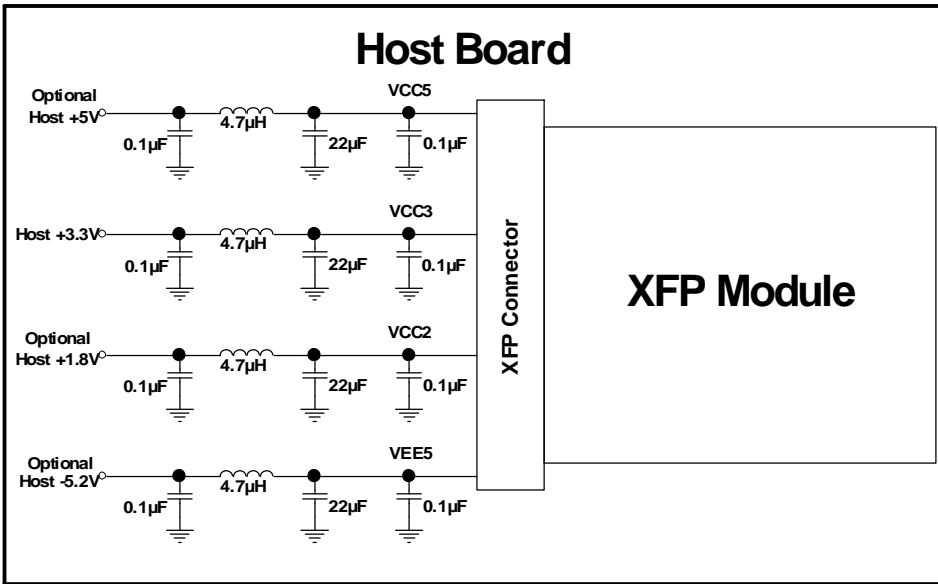 Host Board
Optional
Host +5V
VCC5
4.7µH
0.1µF
22µF
0.1µF
Host +3.3V
VCC3
4.7µH
0.1µF
22µF
0.1µF
Optional
Host +1.8V
VCC2
4.7µH
0.1µF
22µF
0.1µF
Optional
Host -5.2V
VEE5
4.7µH
0.1µF
22µF
0.1µF
XFP Connector
XFP Module